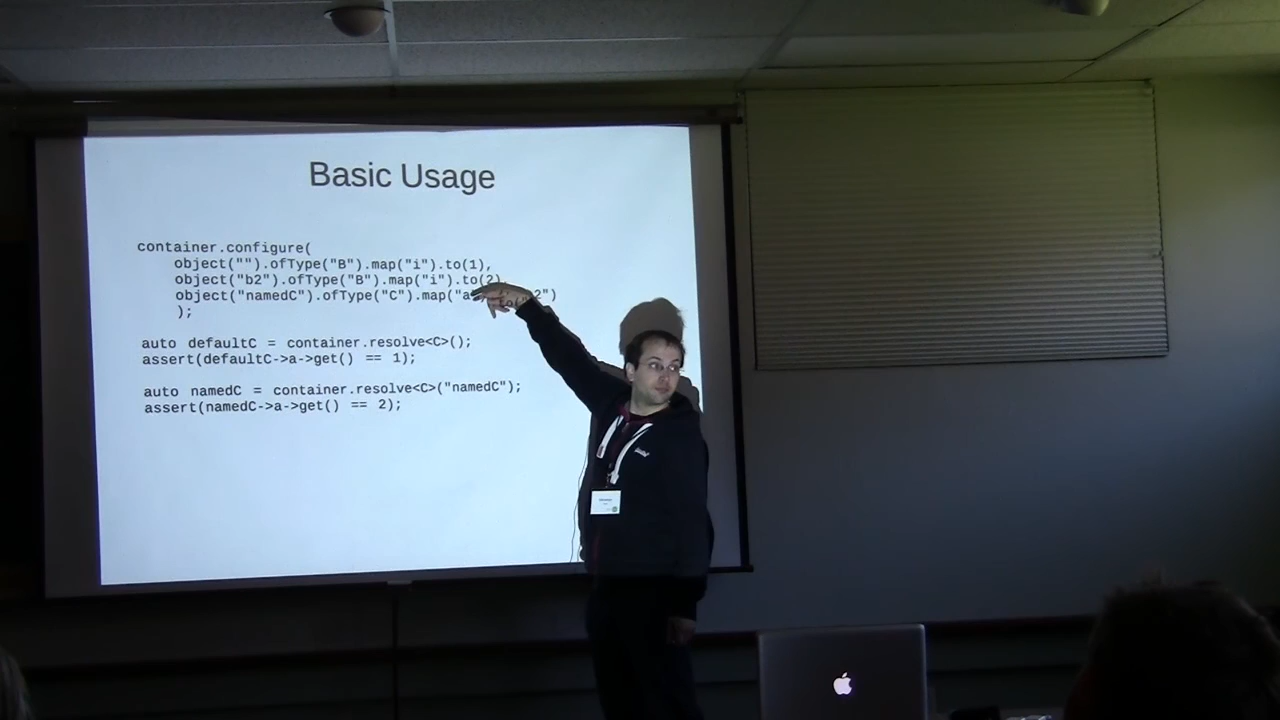 Basic Usage
container.configure(
object("").ofType("B").map("i").to(1),
object("b2").ofType("B").map("i").to(2)
object("namedC").ofType("C").map("a 2")
);
auto defaultC = container.resolve<C>();
assert(defaultC->a->get() == 1);
auto namedC = container.resolve<C>("namedC");
assert(namedC->a->get() == 2);